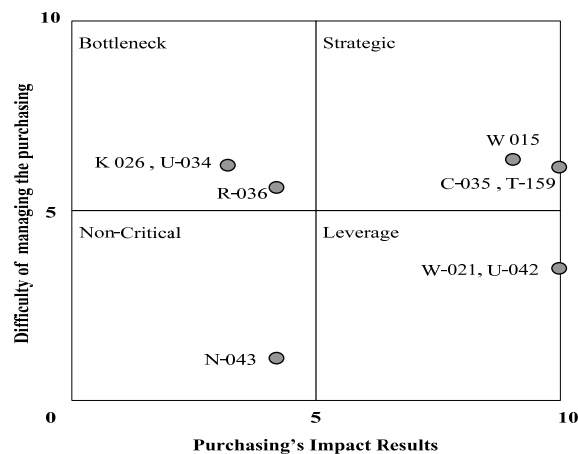 10
Bottleneck
Strategic
W 015
K 026 , U-034
C-035 , T-159
R-036
5
Non-Critical
Leverage
W-021, U-042
N-043
0
5
10
Purchasing's Impact Results
Difficulty of managing the purchasing